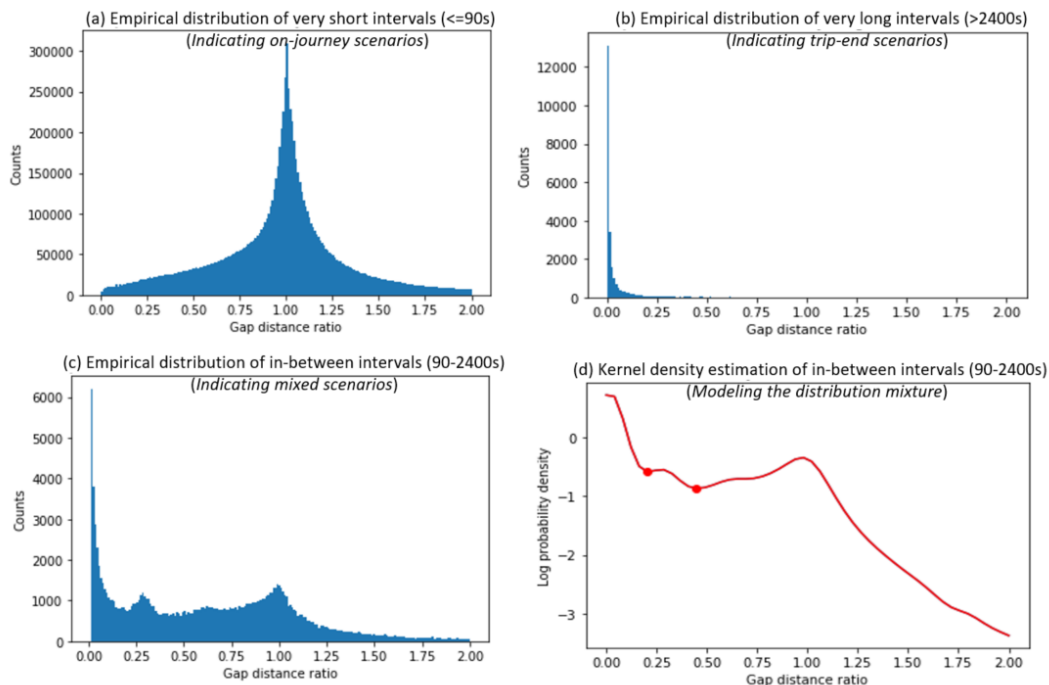 (a) Empirical distribution of very short intervals (<=90s)
(Indicating on-journey scenarios)
300000
250000
200000
150000
100000
50000
0
Counts
0.00 0.25 0.50 0.75 1.00 1.25 1.50 1.75 2.00
Gap distance ratio
(b) Empirical distribution of very long intervals (>2400s)
(Indicating trip-end scenarios)
12000
10000
8000
6000
4000
2000
0
Counts
0.00 0.25 0.50 0.75 1.00 1.25 1.50 1.75 2.00
Gap distance ratio
(c) Empirical distribution of in-between intervals (90-2400s)
(Indicating mixed scenarios)
6000
5000
4000
3000
2000
1000
0
Counts
0.00 0.25 0.50 0.75 1.00 1.25 1.50 1.75 2.00
Gap distance ratio
(d) Kernel density estimation of in-between intervals (90-2400s)
(Modeling the distribution mixture)
0
−1
−2
−3
Log probability density
0.00 0.25 0.50 0.75 1.00 1.25 1.50 1.75 2.00
Gap distance ratio